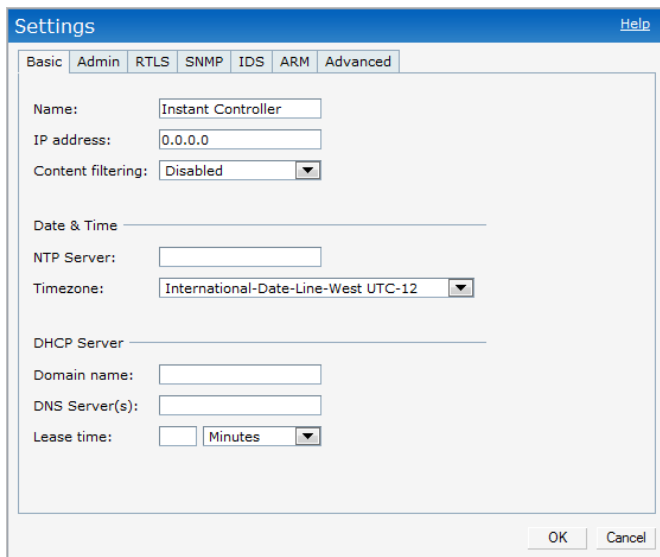 Settings
Help
Basic Admin RTLS SNMP IDS ARM Advanced
Name: Instant Controller
IP address: 0.0.0.0
Content filtering: Disabled
Date & Time
NTP Server:
Timezone: International-Date-Line-West UTC-12
DHCP Server
Domain name:
DNS Server(s):
Lease time: Minutes
OK Cancel